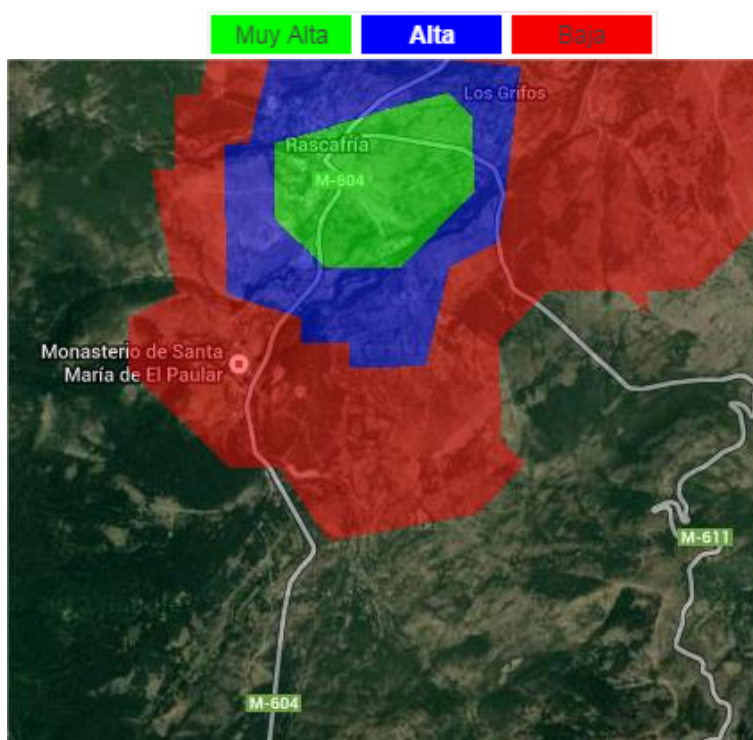 Muy Alta
Alta
Baja
Los Grifos
Rascafría
M-604
Monasterio de Santa
María de El Paular
M-611
M-604